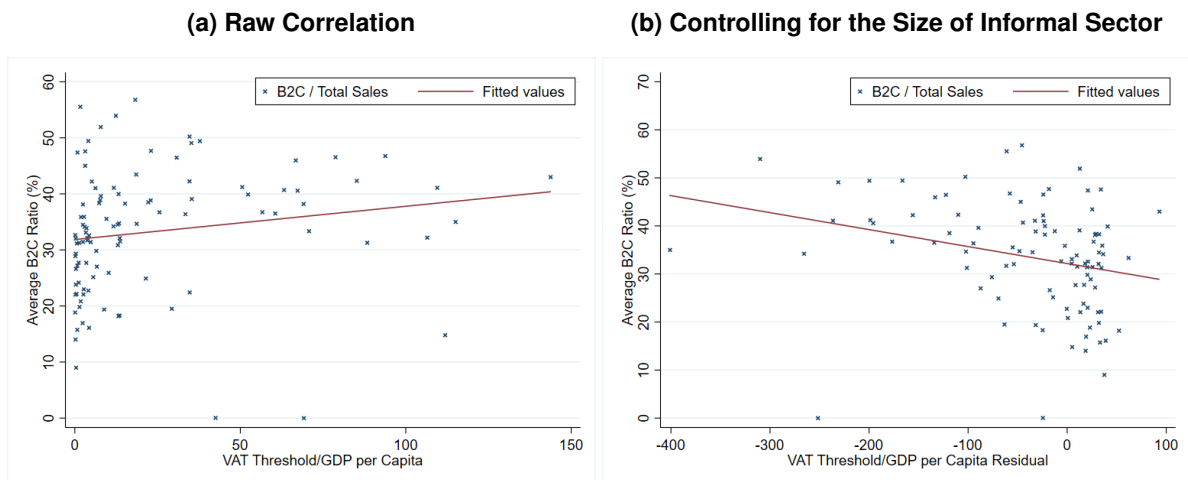 (a) Raw Correlation
B2C / Total Sales
Fitted values
60
50
40
30
20
10
0
Average B2C Ratio (%)
0 50 100 150
VAT Threshold/GDP per Capita
(b) Controlling for the Size of Informal Sector
B2C / Total Sales
Fitted values
70
60
50
40
30
20
10
0
Average B2C Ratio (%)
-400 -300 -200 -100 0 100
VAT Threshold/GDP per Capita Residual